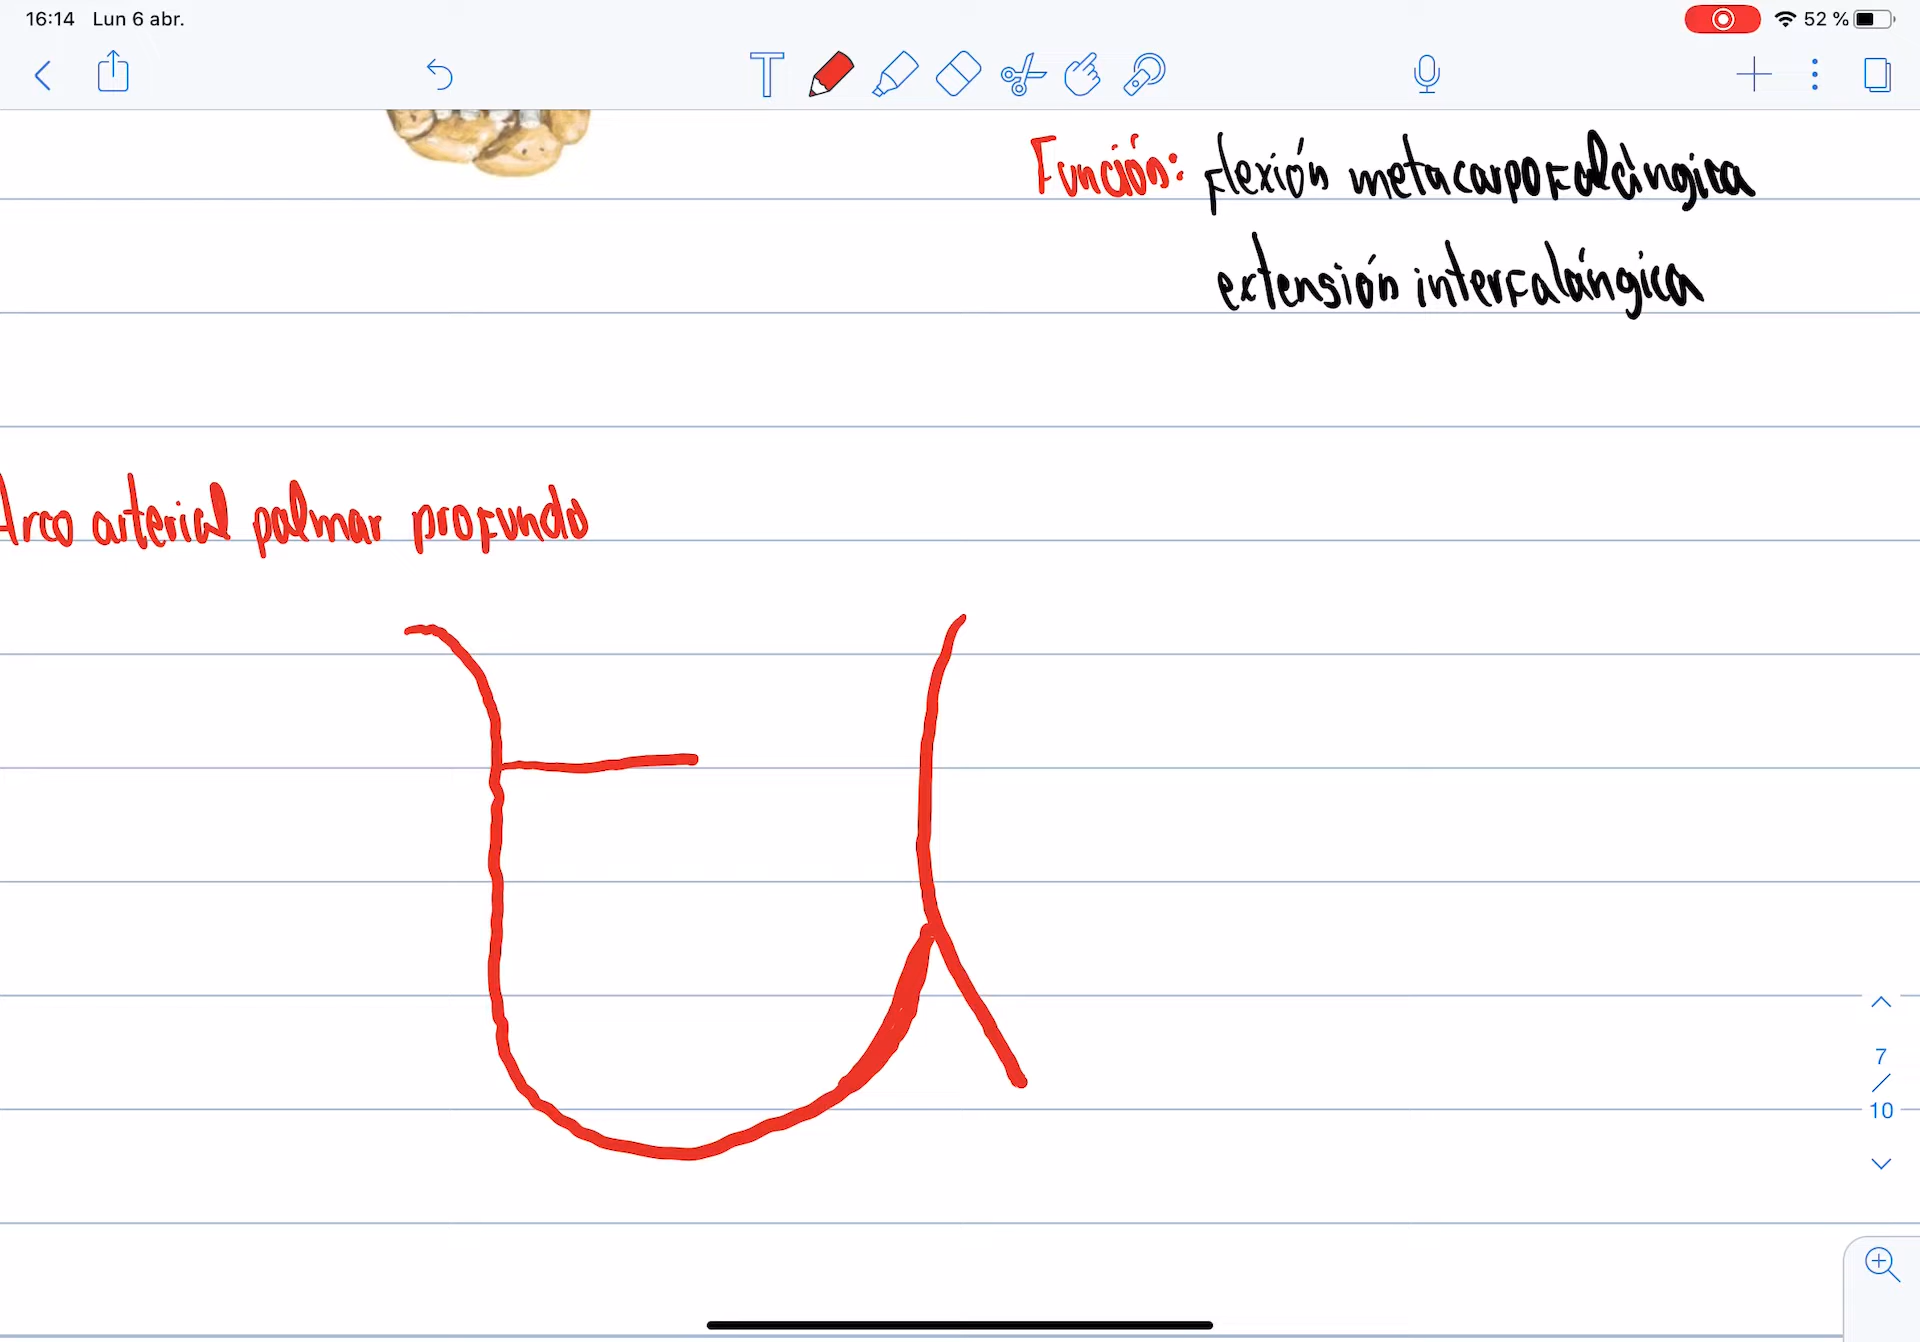 16:14 Lun 6 abr.
52 %
T
Función: Flexión metacarpofalángica
extensión interfalángica
Arco arterial palmar profundo
7
/
10